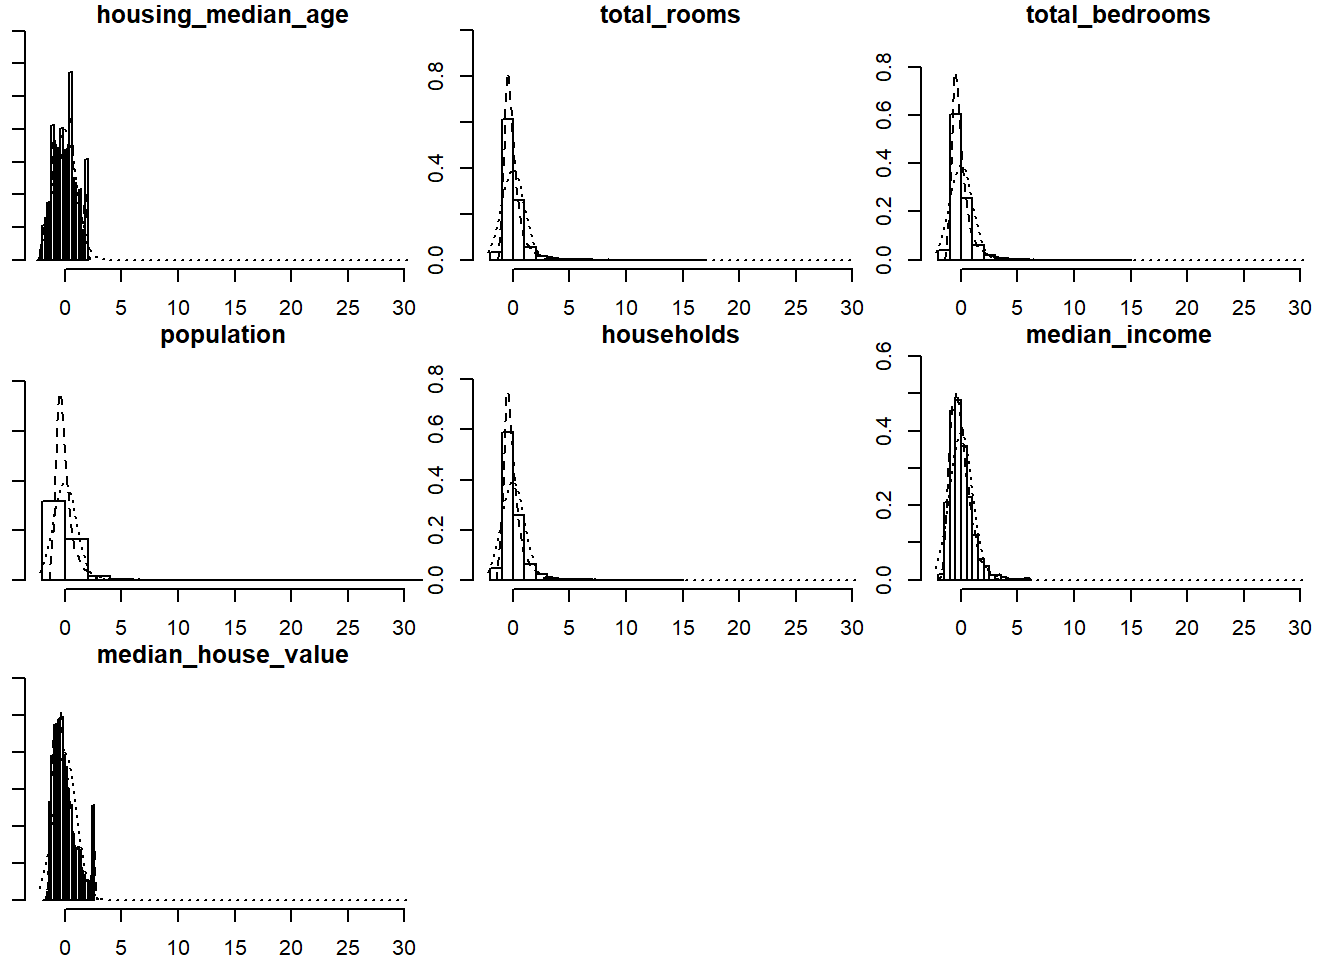 housing_median_age
0 5 10 15 20 25 30
total_rooms
0.0 0.4 0.8
0 5 10 15 20 25 30
total_bedrooms
0.0 0.2 0.4 0.6 0.8
0 5 10 15 20 25 30
population
0 5 10 15 20 25 30
households
0.0 0.2 0.4 0.6 0.8
0 5 10 15 20 25 30
median_income
0.0 0.2 0.4 0.6
0 5 10 15 20 25 30
median_house_value
0 5 10 15 20 25 30